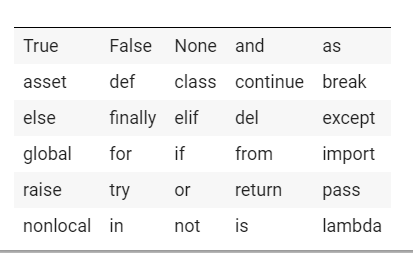 True False None and as
asset def class continue break
else finally elif del except
global for if from import
raise try or return pass
nonlocal in not is lambda